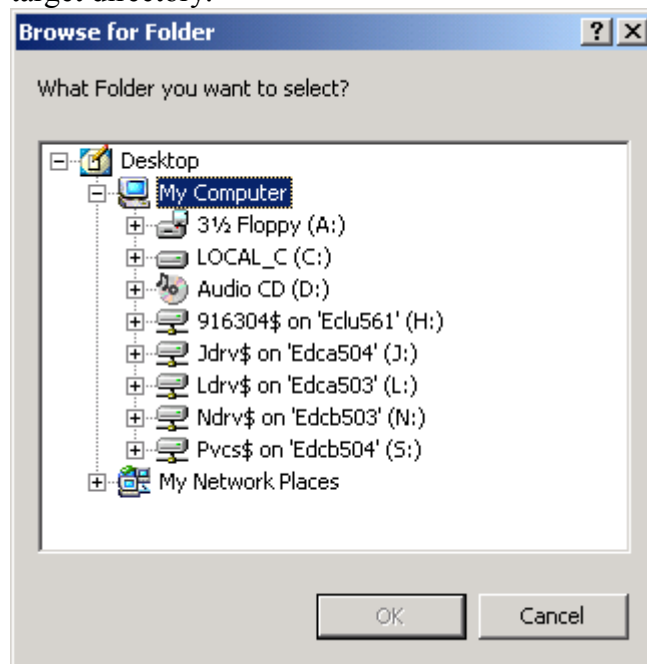 target directory.
Browse for Folder
What Folder you want to select?
Desktop
My Computer
3½ Floppy (A:)
LOCAL_C (C:)
Audio CD (D:)
916304$ on 'Eclu561' (H:)
Jdrv$ on 'Edca504' (J:)
Ldrv$ on 'Edca503' (L:)
Ndrv$ on 'Edcb503' (N:)
Pvcs$ on 'Edcb504' (S:)
My Network Places
OK Cancel